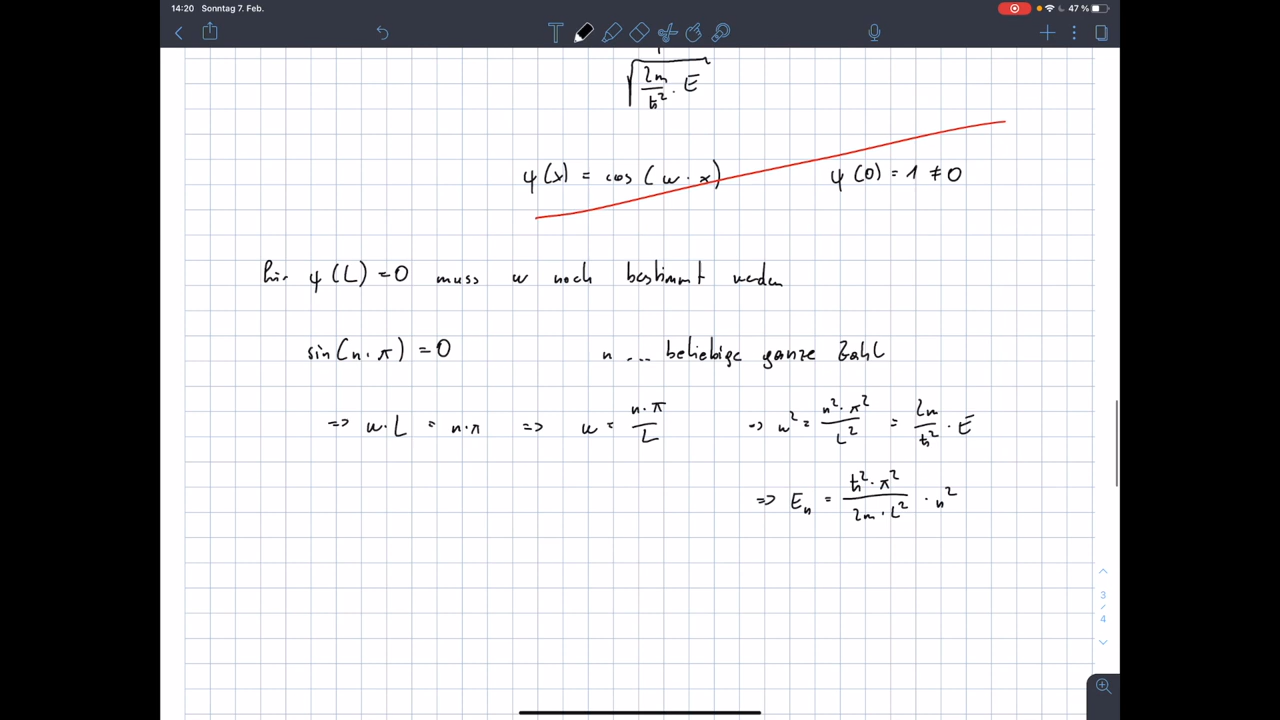 14:20 Sonntag 7. Feb. 47 %
√(2m/ħ² · E)
ψ(x) = cos(w · x) ψ(0) = 1 ≠ 0
für ψ(L) = 0 muss w noch bestimmt werden
sin(n · π) = 0 n ... beliebige ganze Zahl
=> w · L = n · π => w = n · π / L => w² = n² · π² / L² = 2m/ħ² · E
=> Eₙ = ħ² · π² / 2m · L² · n²
3 / 4